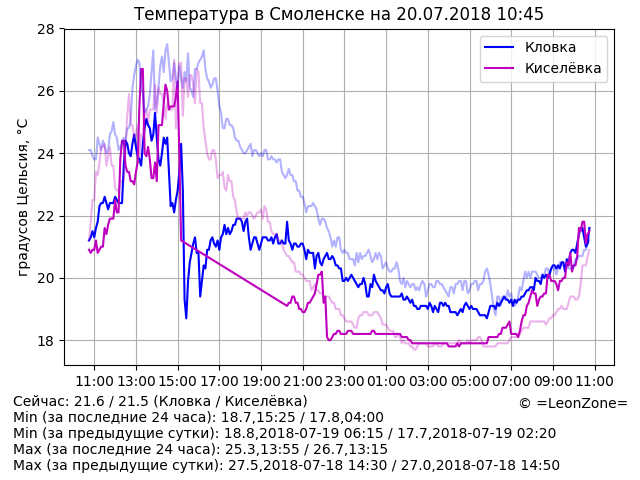 Температура в Смоленске на 20.07.2018 10:45
28
26
24
22
20
18
градусов Цельсия, °C
Кловка
Киселёвка
11:00 13:00 15:00 17:00 19:00 21:00 23:00 01:00 03:00 05:00 07:00 09:00 11:00
Сейчас: 21.6 / 21.5 (Кловка / Киселёвка)
© =LeonZone=
Min (за последние 24 часа): 18.7,15:25 / 17.8,04:00
Min (за предыдущие сутки): 18.8,2018-07-19 06:15 / 17.7,2018-07-19 02:20
Max (за последние 24 часа): 25.3,13:55 / 26.7,13:15
Max (за предыдущие сутки): 27.5,2018-07-18 14:30 / 27.0,2018-07-18 14:50